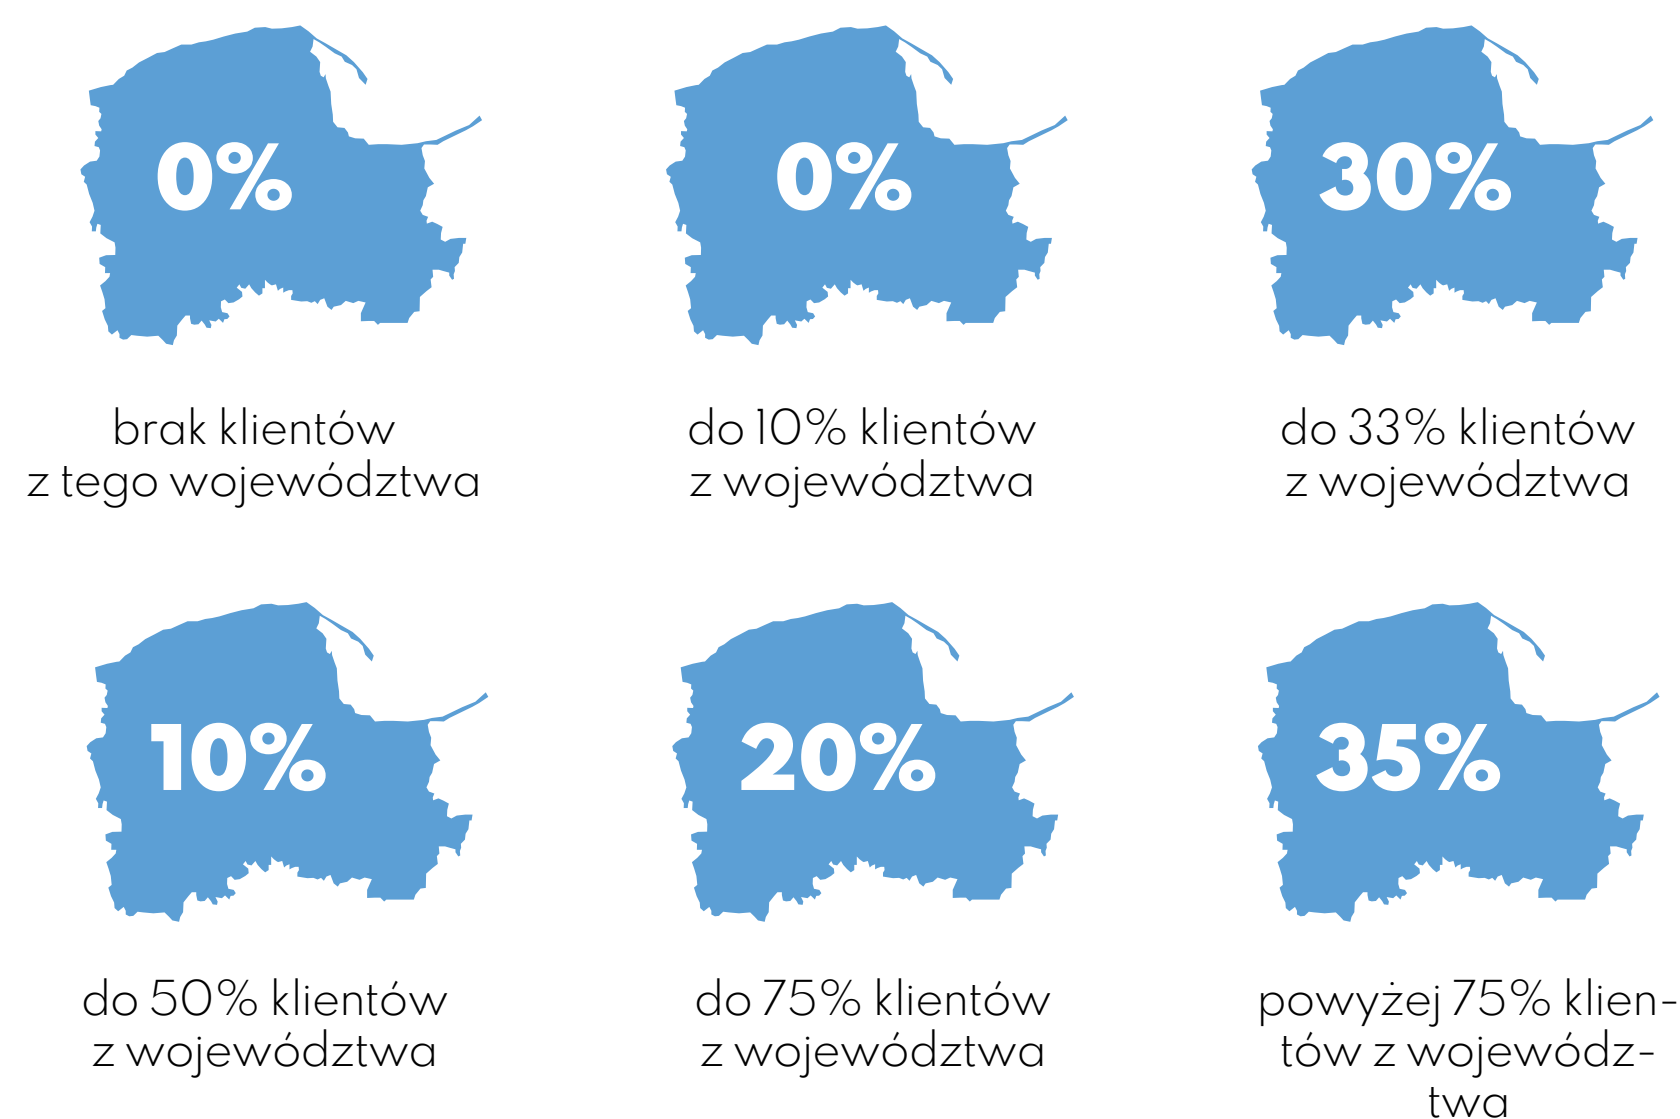 0%
brak klientów
z tego województwa
0%
do 10% klientów
z województwa
30%
do 33% klientów
z województwa
10%
do 50% klientów
z województwa
20%
do 75% klientów
z województwa
35%
powyżej 75% klien-
tów z wojewódz-
twa